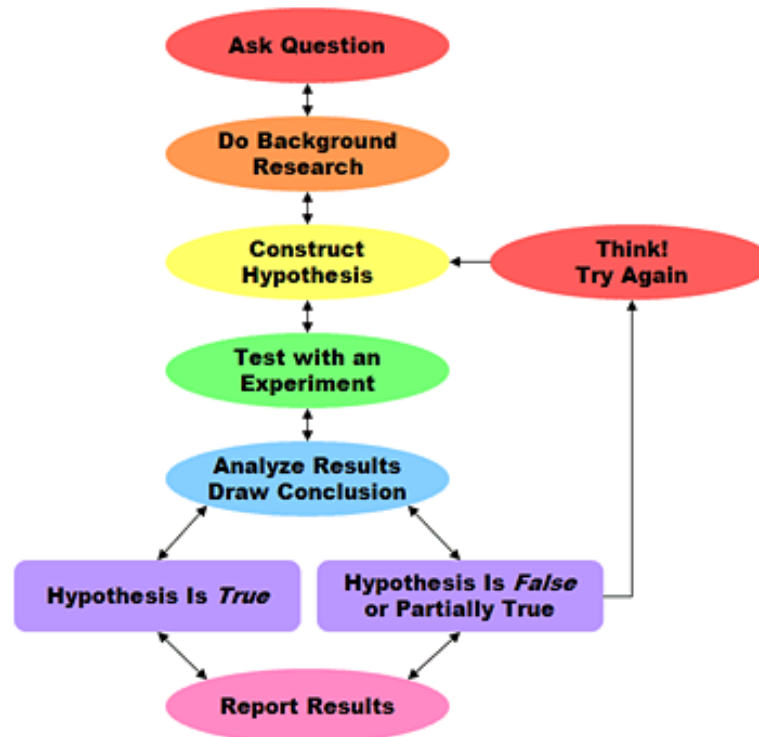 Ask Question
Do Background
Research
Construct
Hypothesis
Think!
Try Again
Test with an
Experiment
Analyze Results
Draw Conclusion
Hypothesis Is True
Hypothesis Is False
or Partially True
Report Results